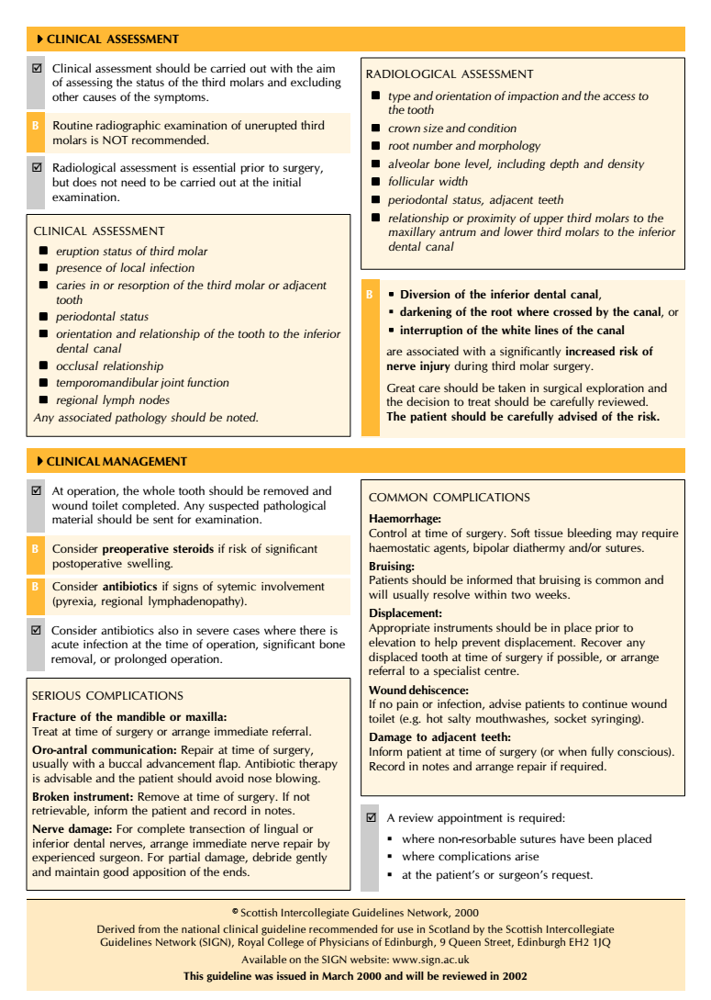 CLINICAL ASSESSMENT
Clinical assessment should be carried out with the aim
of assessing the status of the third molars and excluding
other causes of the symptoms.
B Routine radiographic examination of unerupted third
molars is NOT recommended.
Radiological assessment is essential prior to surgery,
but does not need to be carried out at the initial
examination.
CLINICAL ASSESSMENT
eruption status of third molar
presence of local infection
caries in or resorption of the third molar or adjacent
tooth
periodontal status
orientation and relationship of the tooth to the inferior
dental canal
occlusal relationship
temporomandibular joint function
regional lymph nodes
Any associated pathology should be noted.
RADIOLOGICAL ASSESSMENT
type and orientation of impaction and the access to
the tooth
crown size and condition
root number and morphology
alveolar bone level, including depth and density
follicular width
periodontal status, adjacent teeth
relationship or proximity of upper third molars to the
maxillary antrum and lower third molars to the inferior
dental canal
B Diversion of the inferior dental canal,
darkening of the root where crossed by the canal, or
interruption of the white lines of the canal
are associated with a significantly increased risk of
nerve injury during third molar surgery.
Great care should be taken in surgical exploration and
the decision to treat should be carefully reviewed.
The patient should be carefully advised of the risk.
CLINICAL MANAGEMENT
At operation, the whole tooth should be removed and
wound toilet completed. Any suspected pathological
material should be sent for examination.
B Consider preoperative steroids if risk of significant
postoperative swelling.
B Consider antibiotics if signs of sytemic involvement
(pyrexia, regional lymphadenopathy).
Consider antibiotics also in severe cases where there is
acute infection at the time of operation, significant bone
removal, or prolonged operation.
SERIOUS COMPLICATIONS
Fracture of the mandible or maxilla:
Treat at time of surgery or arrange immediate referral.
Oro-antral communication: Repair at time of surgery,
usually with a buccal advancement flap. Antibiotic therapy
is advisable and the patient should avoid nose blowing.
Broken instrument: Remove at time of surgery. If not
retrievable, inform the patient and record in notes.
Nerve damage: For complete transection of lingual or
inferior dental nerves, arrange immediate nerve repair by
experienced surgeon. For partial damage, debride gently
and maintain good apposition of the ends.
COMMON COMPLICATIONS
Haemorrhage:
Control at time of surgery. Soft tissue bleeding may require
haemostatic agents, bipolar diathermy and/or sutures.
Bruising:
Patients should be informed that bruising is common and
will usually resolve within two weeks.
Displacement:
Appropriate instruments should be in place prior to
elevation to help prevent displacement. Recover any
displaced tooth at time of surgery if possible, or arrange
referral to a specialist centre.
Wound dehiscence:
If no pain or infection, advise patients to continue wound
toilet (e.g. hot salty mouthwashes, socket syringing).
Damage to adjacent teeth:
Inform patient at time of surgery (or when fully conscious).
Record in notes and arrange repair if required.
A review appointment is required:
where non-resorbable sutures have been placed
where complications arise
at the patient's or surgeon's request.
© Scottish Intercollegiate Guidelines Network, 2000
Derived from the national clinical guideline recommended for use in Scotland by the Scottish Intercollegiate
Guidelines Network (SIGN), Royal College of Physicians of Edinburgh, 9 Queen Street, Edinburgh EH2 1JQ
Available on the SIGN website: www.sign.ac.uk
This guideline was issued in March 2000 and will be reviewed in 2002